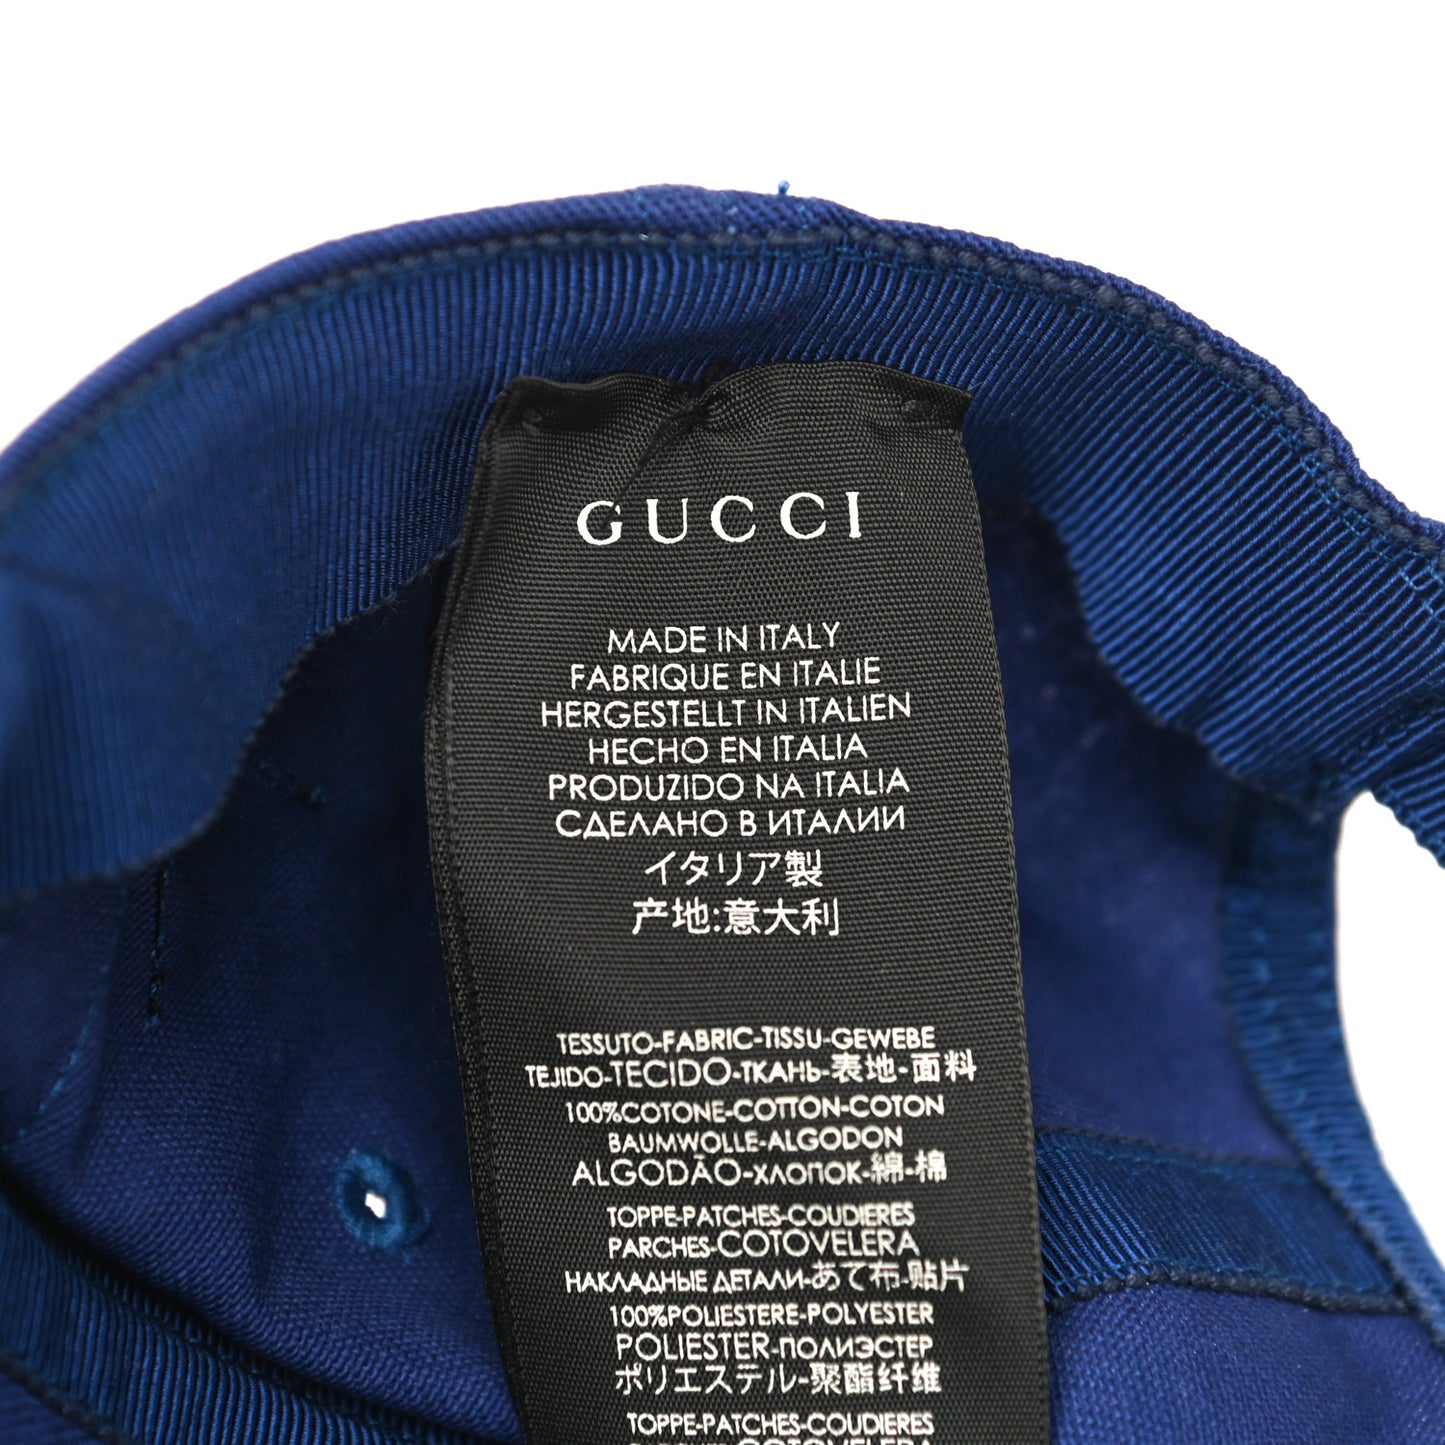 GUCCI
MADE IN ITALY
FABRIQUE EN ITALIE
HERGESTELLT IN ITALIEN
HECHO EN ITALIA
PRODUZIDO NA ITALIA
СДЕЛАНО В ИТАЛИИ
イタリア製
产地:意大利
TESSUTO-FABRIC-TISSU-GEWEBE
TEJIDO-TECIDO-ТКАНЬ-表地-面料
100%COTONE-COTTON-COTON
BAUMWOLLE-ALGODON
ALGODÃO-ХЛОПОК-綿-棉
TOPPE-PATCHES-COUDIERES
PARCHES-COTOVELERA
НАКЛАДНЫЕ ДЕТАЛИ-あて布-贴片
100%POLIESTERE-POLYESTER
POLIESTER-ПОЛИЭСТЕР
ポリエステル-聚酯纤维
TOPPE-PATCHES-COUDIERES
PARCHES-COTOVELERA